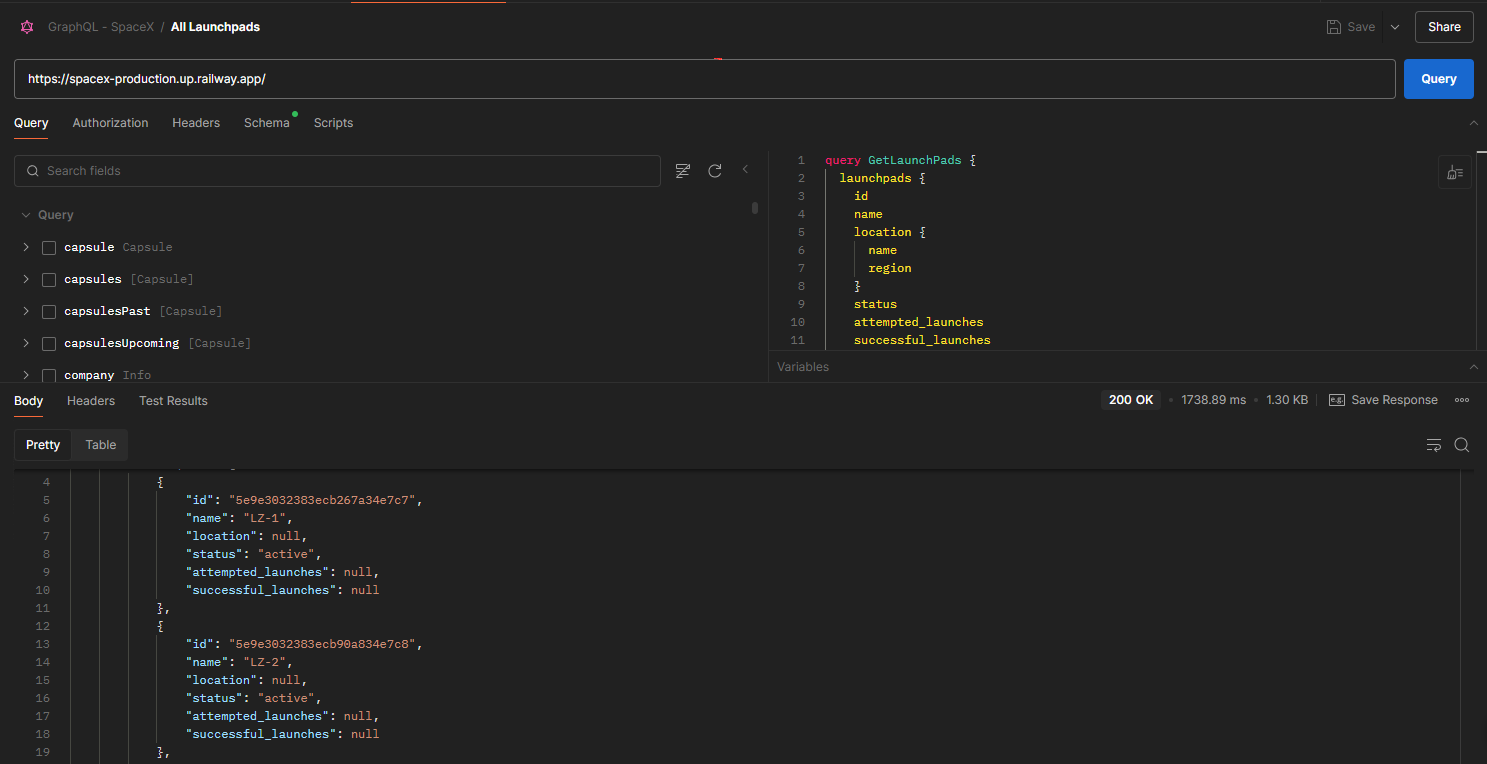 GraphQL - SpaceX / All Launchpads
Save
Share
https://spacex-production.up.railway.app/
Query
Query Authorization Headers Schema Scripts
Search fields
Query
capsule Capsule
capsules [Capsule]
capsulesPast [Capsule]
capsulesUpcoming [Capsule]
company Info
1 query GetLaunchPads {
2 launchpads {
3 id
4 name
5 location {
6 name
7 region
8 }
9 status
10 attempted_launches
11 successful_launches
Variables
Body Headers Test Results
200 OK • 1738.89 ms • 1.30 KB
e.g. Save Response
Pretty Table
4 {
5 "id": "5e9e3032383ecb267a34e7c7",
6 "name": "LZ-1",
7 "location": null,
8 "status": "active",
9 "attempted_launches": null,
10 "successful_launches": null
11 },
12 {
13 "id": "5e9e3032383ecb90a834e7c8",
14 "name": "LZ-2",
15 "location": null,
16 "status": "active",
17 "attempted_launches": null,
18 "successful_launches": null
19 },